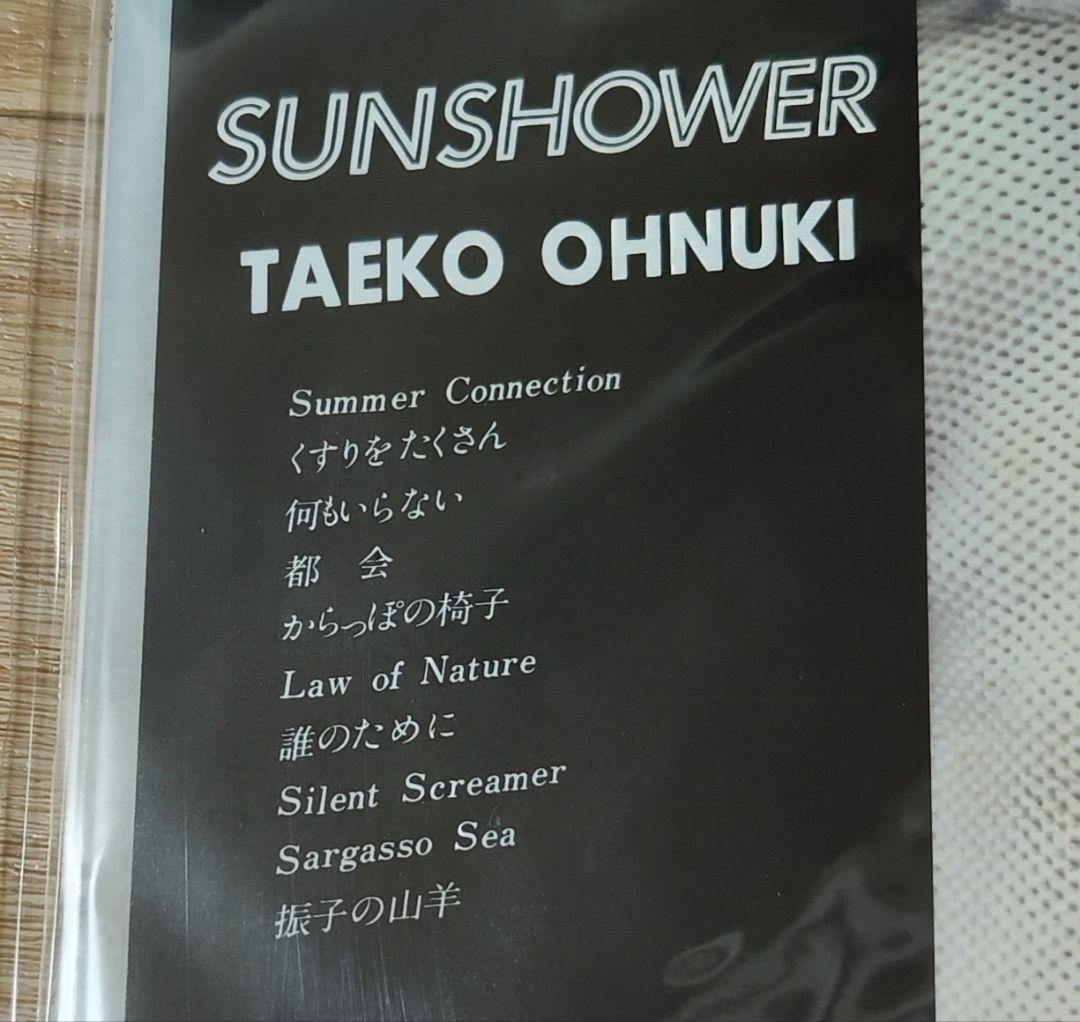 SUNSHOWER
TAEKO OHNUKI
Summer Connection
くすりをたくさん
何もいらない
都 会
からっぽの椅子
Law of Nature
誰のために
Silent Screamer
Sargasso Sea
振子の山羊